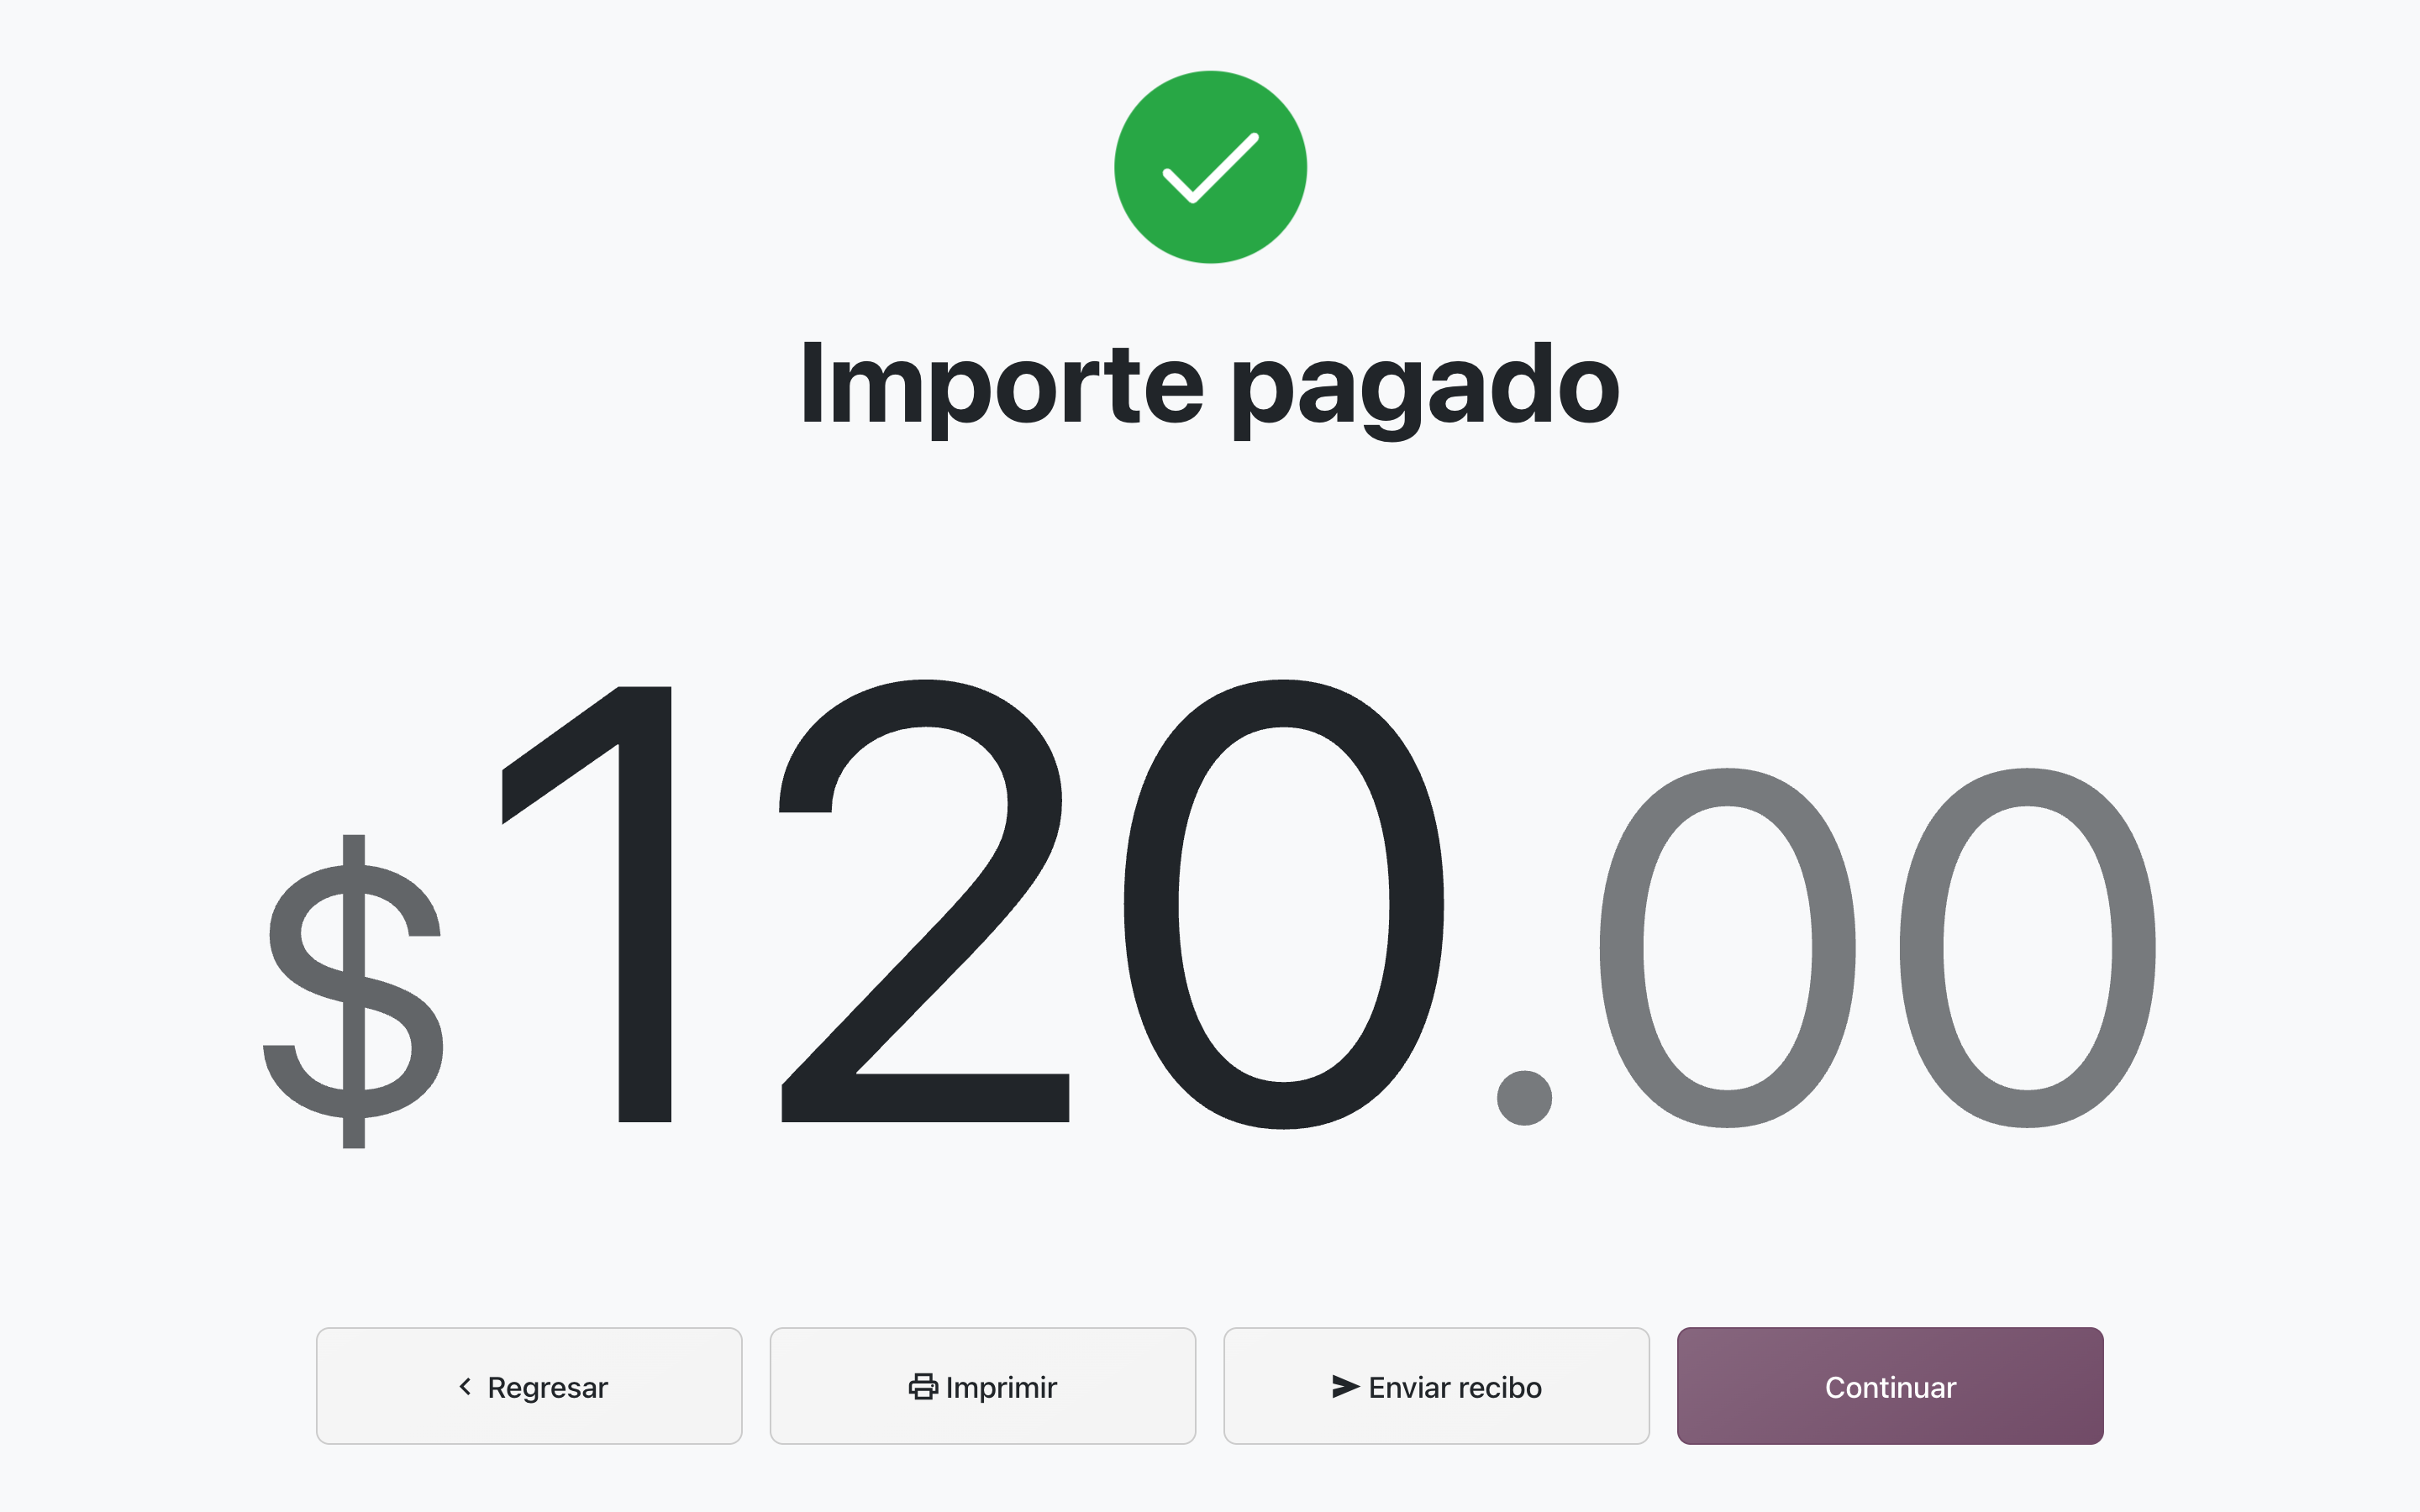 Importe pagado
$120.00
Regresar
Imprimir
Enviar recibo
Continuar